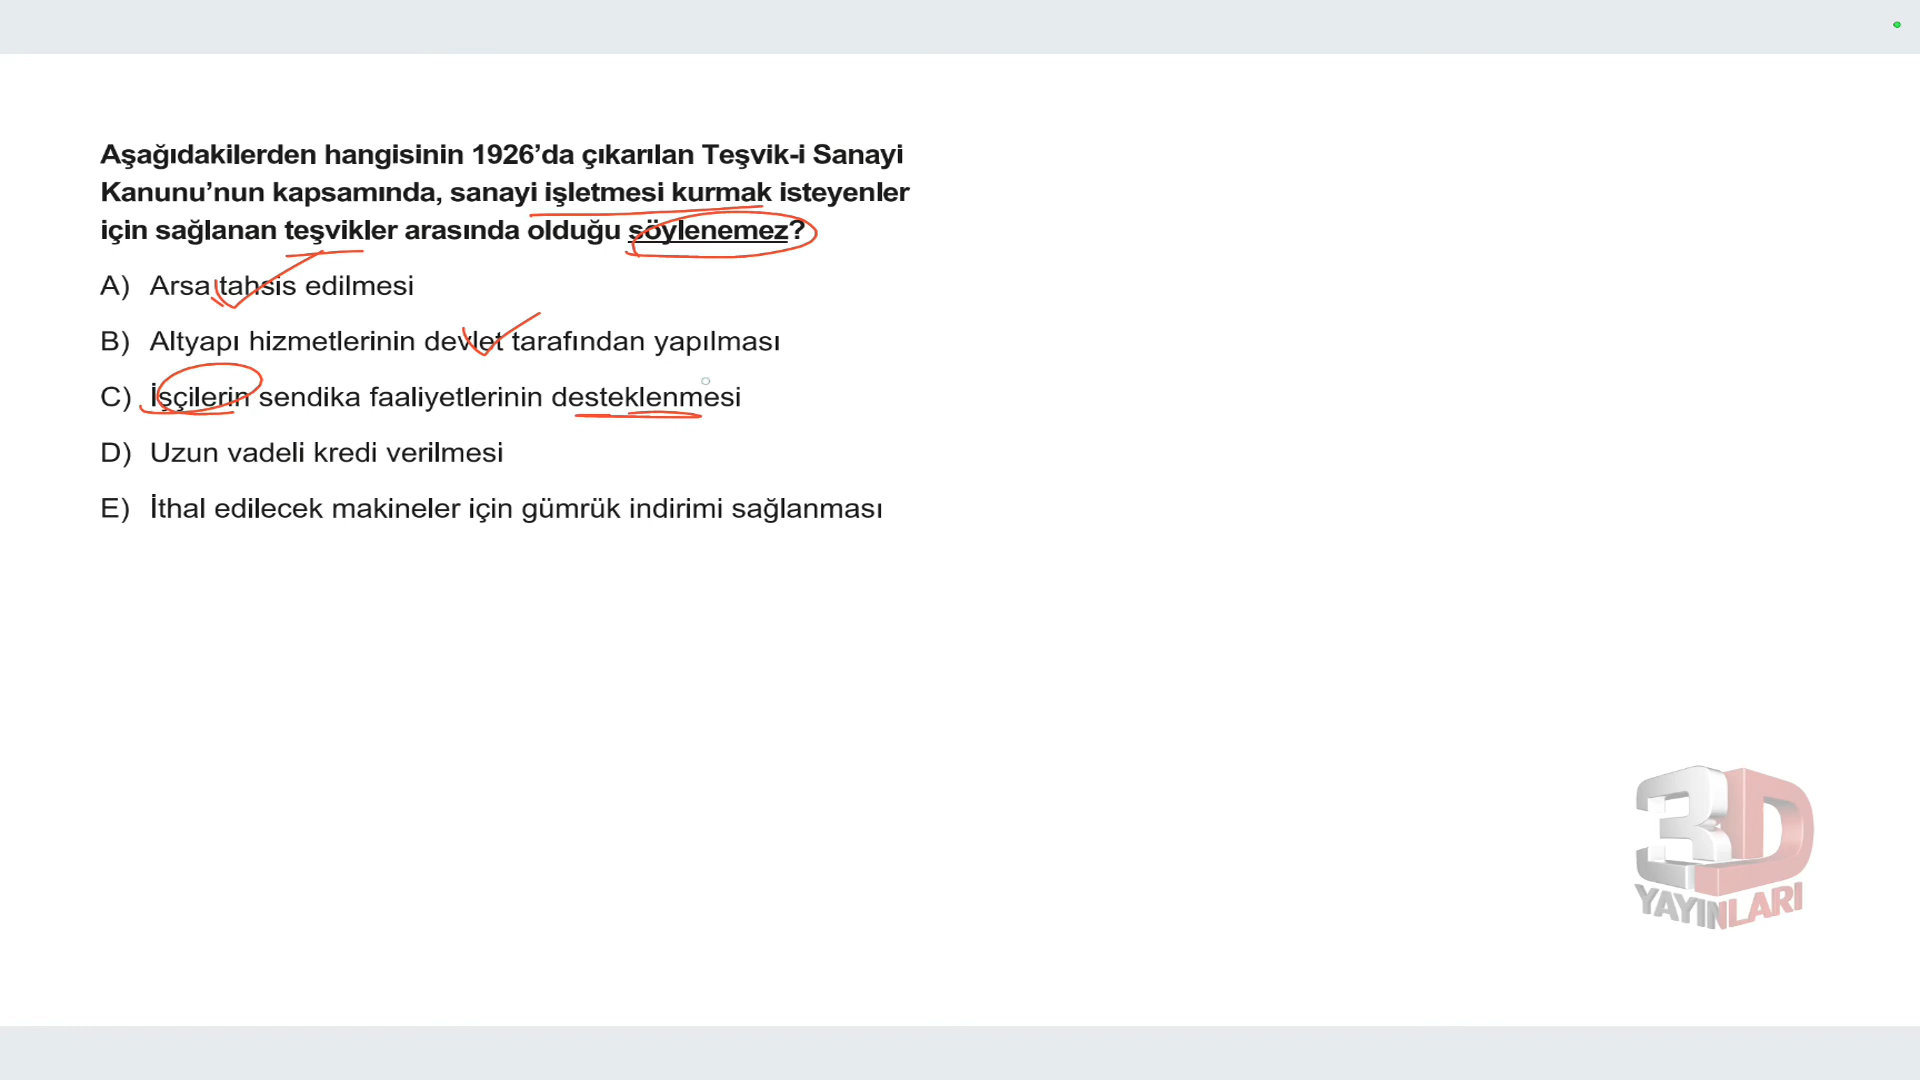 Aşağıdakilerden hangisinin 1926’da çıkarılan Teşvik-i Sanayi
Kanunu’nun kapsamında, sanayi işletmesi kurmak isteyenler
için sağlanan teşvikler arasında olduğu söylenemez?
A) Arsa tahsis edilmesi
B) Altyapı hizmetlerinin devlet tarafından yapılması
C) İşçilerin sendika faaliyetlerinin desteklenmesi
D) Uzun vadeli kredi verilmesi
E) İthal edilecek makineler için gümrük indirimi sağlanması
3D
YAYINLARI